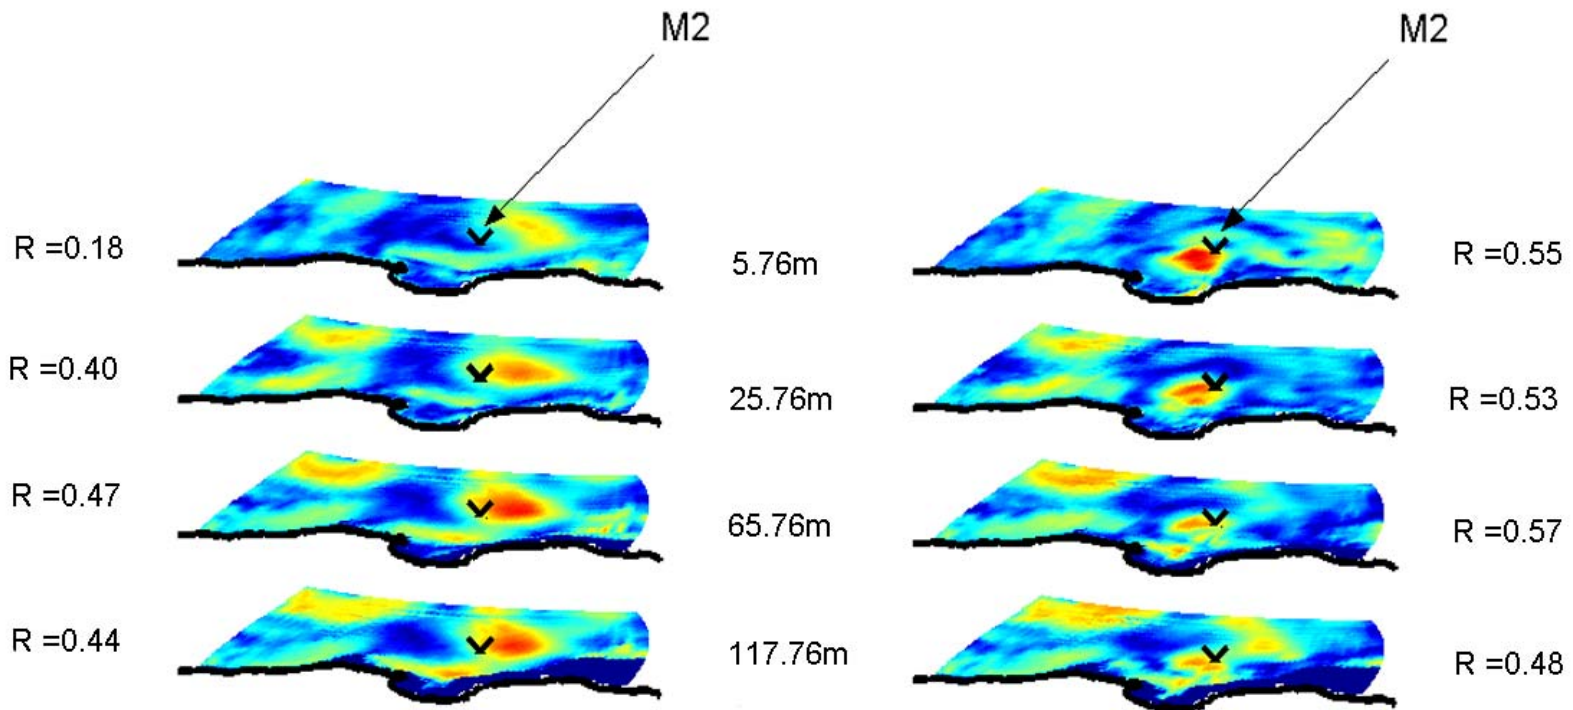 M2
M2
R =0.18
5.76m
R =0.55
R =0.40
25.76m
R =0.53
R =0.47
65.76m
R =0.57
R =0.44
117.76m
R =0.48